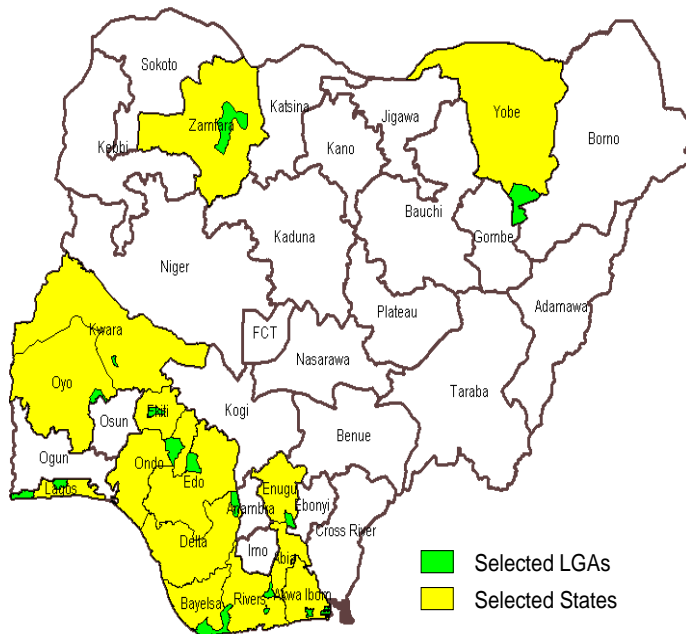 Sokoto
Katsina
Zamfara
Jigawa
Yobe
Kebbi
Kano
Borno
Bauchi
Gombe
Kaduna
Niger
Adamawa
Plateau
Kwara
FCT
Nasarawa
Oyo
Taraba
Ekiti
Osun
Kogi
Benue
Ogun
Ondo
Edo
Enugu
Lagos
Anambra
Ebonyi
Cross River
Delta
Imo
Abia
Bayelsa
Rivers
Akwa Ibom
Selected LGAs
Selected States